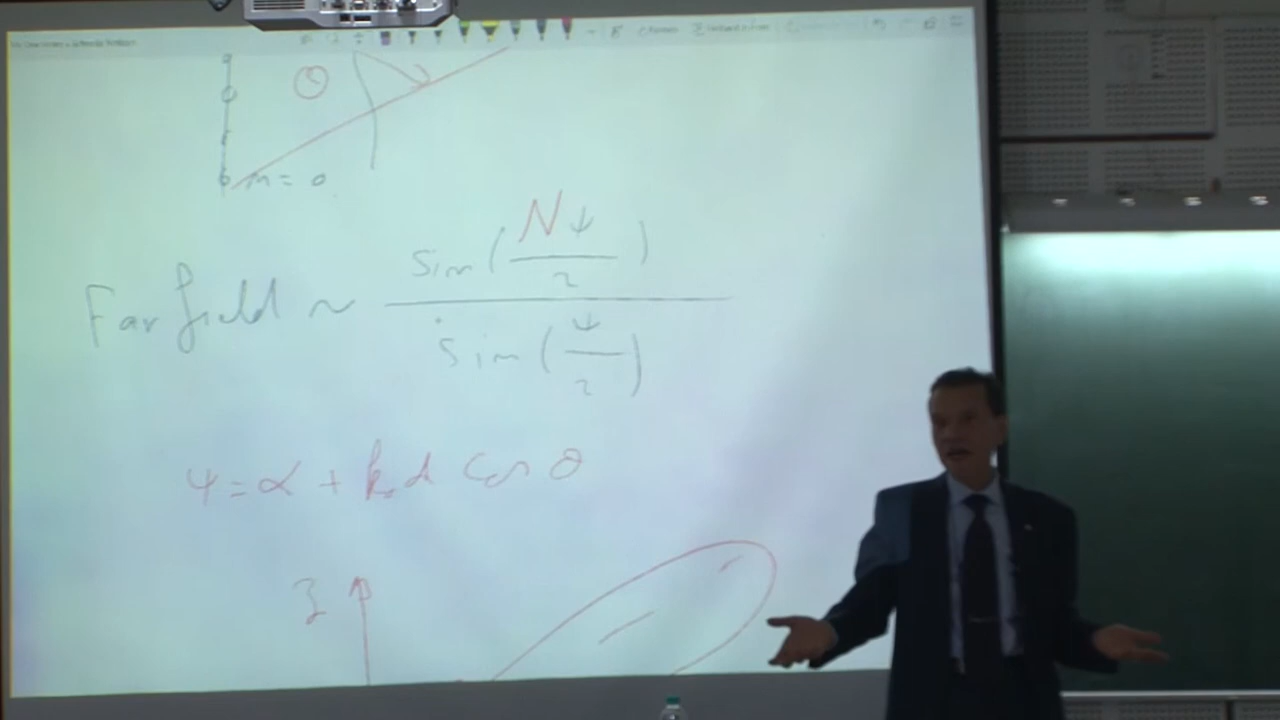 m = 0
Far field ~ sin(Nψ/2) / sin(ψ/2)
ψ = α + k₀d cos θ
z